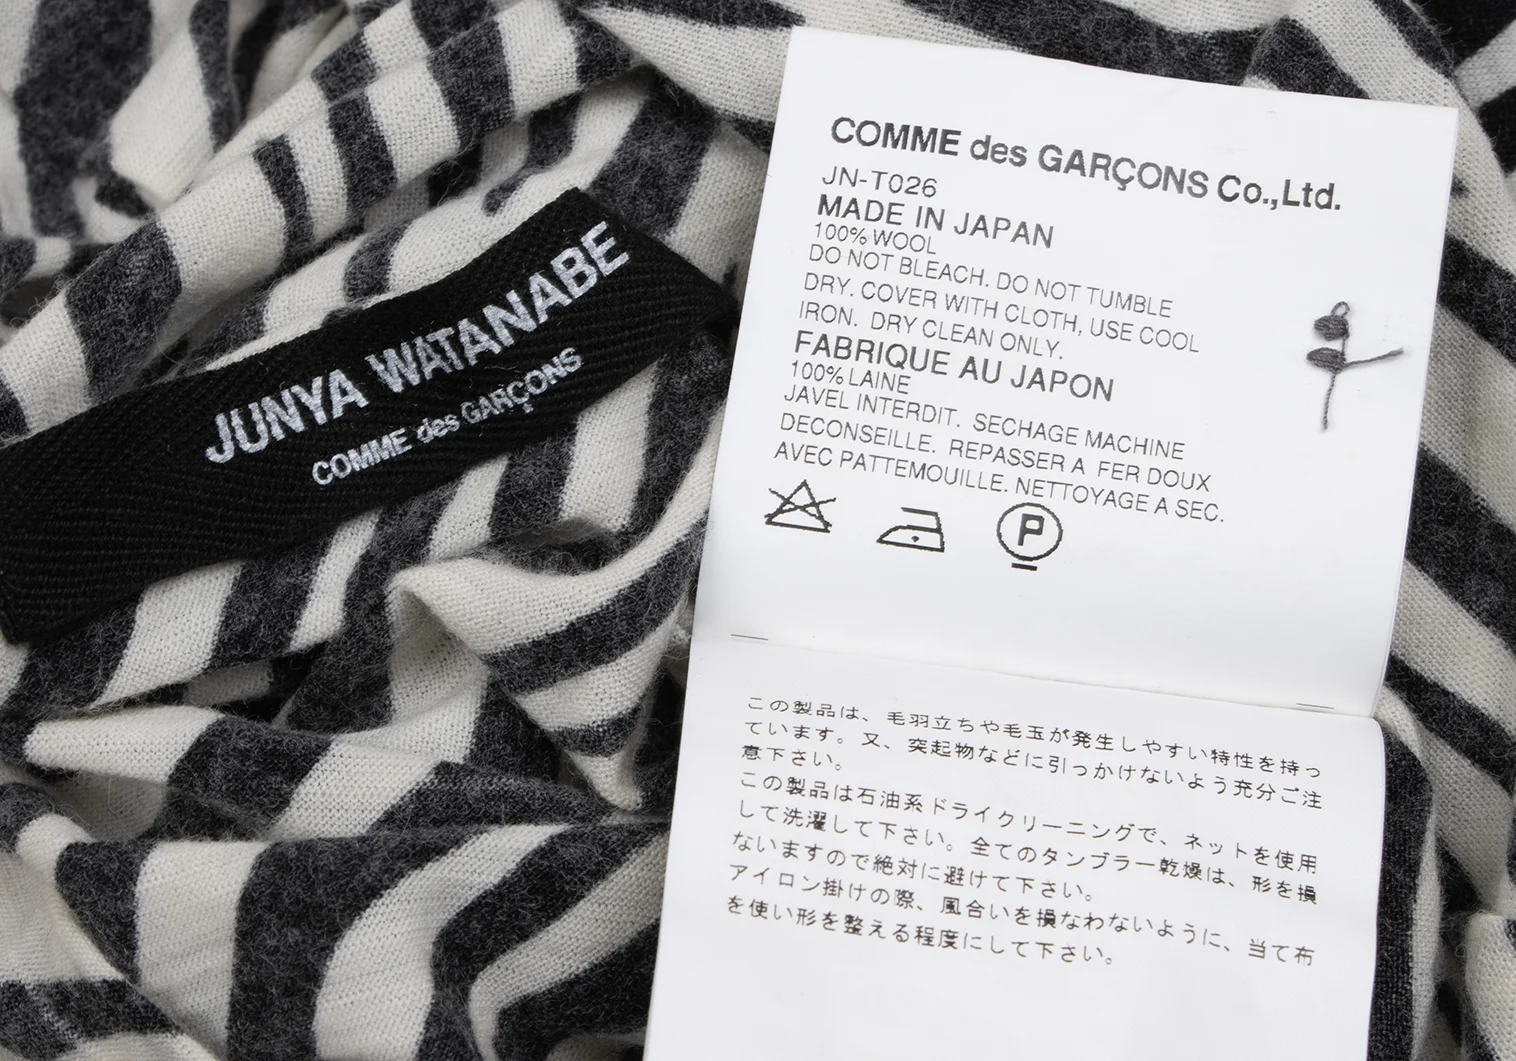 JUNYA WATANABE
COMME des GARÇONS
COMME des GARÇONS Co.,Ltd.
JN-T026
MADE IN JAPAN
100% WOOL
DO NOT BLEACH. DO NOT TUMBLE
DRY. COVER WITH CLOTH, USE COOL
IRON. DRY CLEAN ONLY.
FABRIQUE AU JAPON
100% LAINE
JAVEL INTERDIT. SECHAGE MACHINE
DECONSEILLE. REPASSER A FER DOUX
AVEC PATTEMOUILLE. NETTOYAGE A SEC.
P
この製品は、毛羽立ちや毛玉が発生しやすい特性を持っ
ています。又、突起物などに引っかけないよう充分ご注
意下さい。
この製品は石油系ドライクリーニングで、ネットを使用
して洗濯して下さい。全てのタンブラー乾燥は、形を損
ないますので絶対に避けて下さい。
アイロン掛けの際、風合いを損なわないように、当て布
を使い形を整える程度にして下さい。